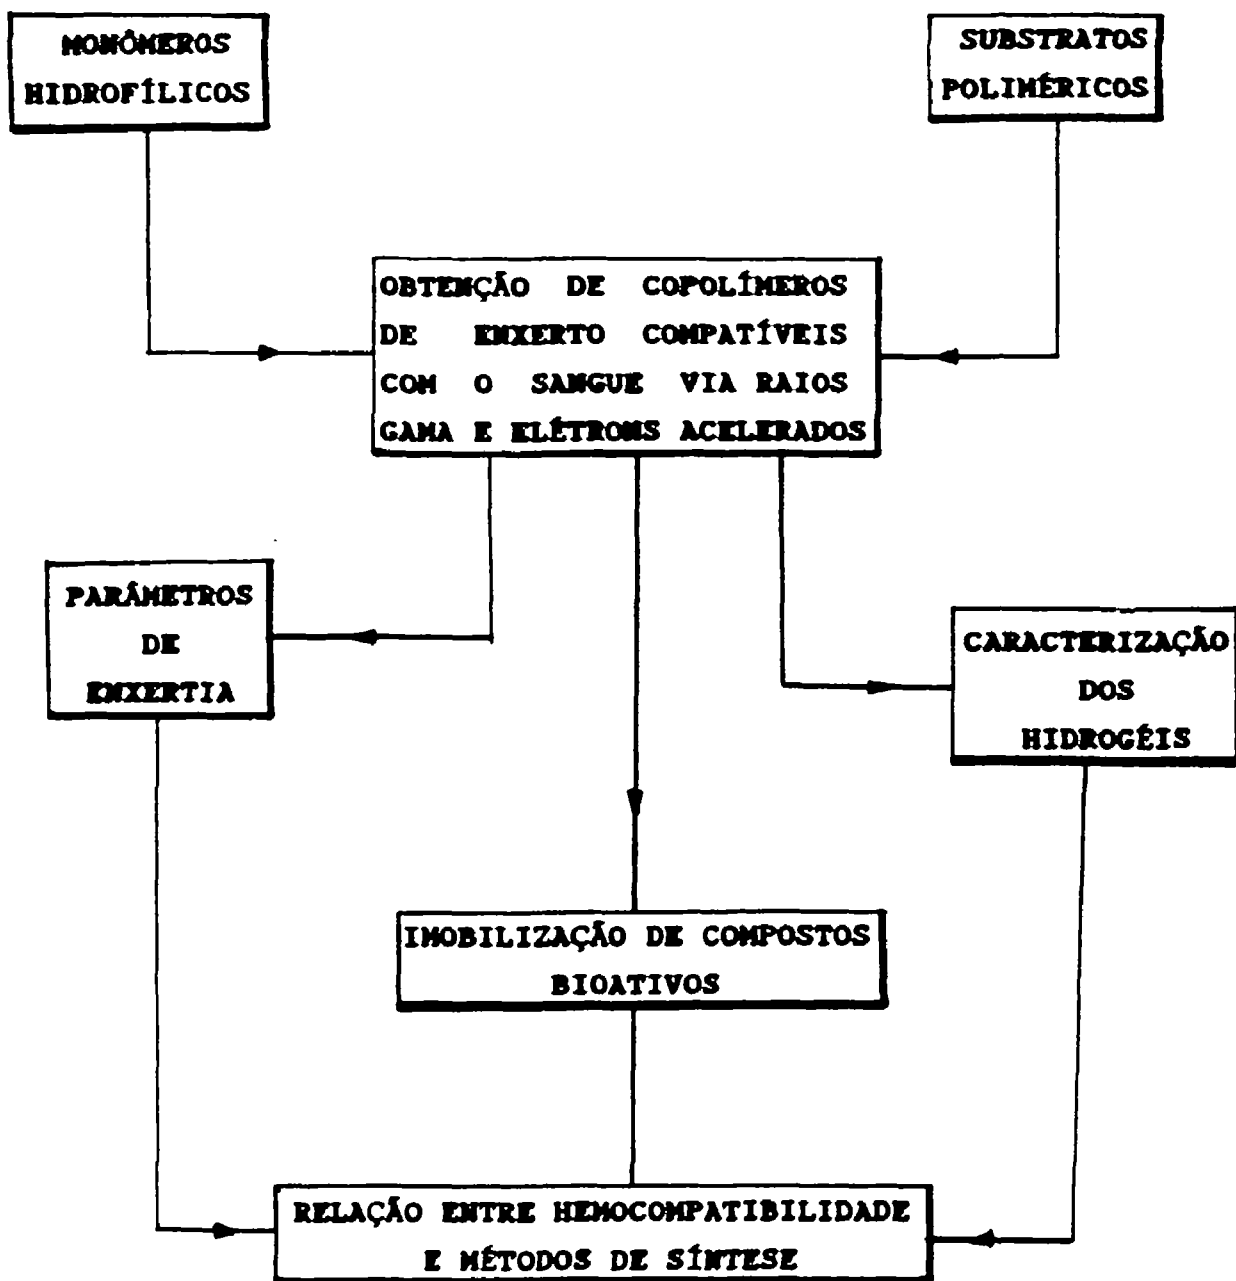 MONÔMEROS
HIDROFÍLICOS
SUBSTRATOS
POLIMÉRICOS
OBTENÇÃO DE COPOLÍMEROS
DE ENXERTO COMPATÍVEIS
COM O SANGUE VIA RAIOS
GAMA E ELÉTRONS ACELERADOS
PARÂMETROS
DE
ENXERTIA
CARACTERIZAÇÃO
DOS
HIDROGÉIS
IMOBILIZAÇÃO DE COMPOSTOS
BIOATIVOS
RELAÇÃO ENTRE HEMOCOMPATIBILIDADE
E MÉTODOS DE SÍNTESE